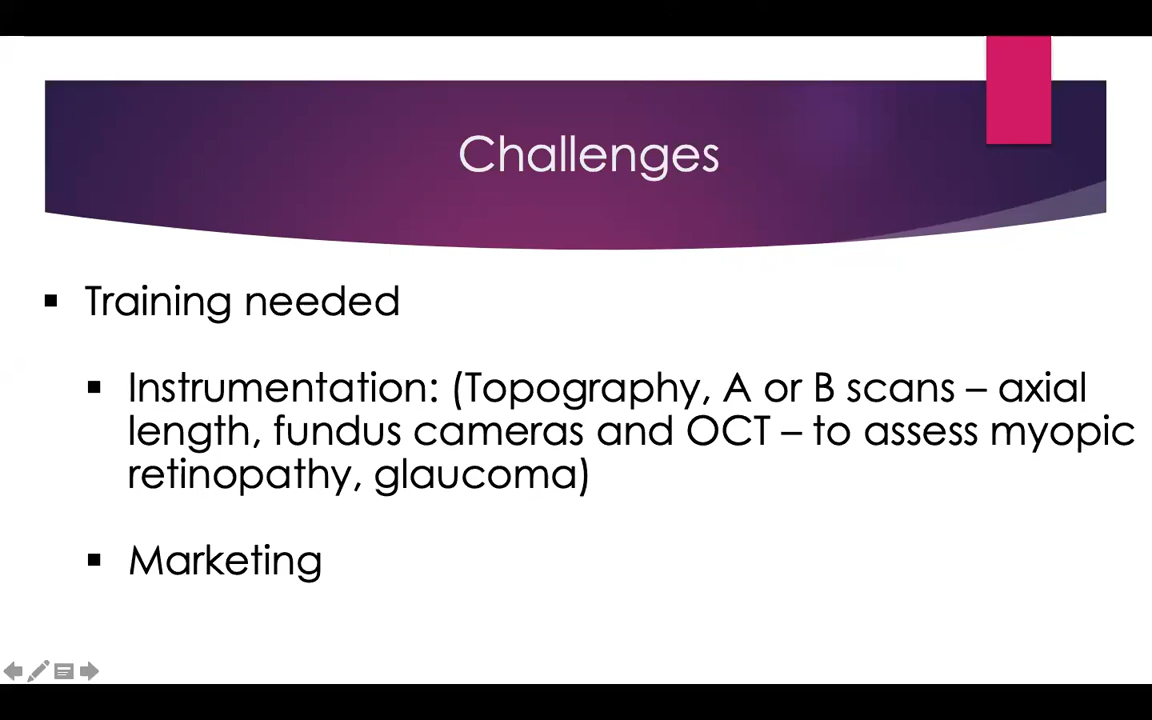 Challenges
▪ Training needed
▪ Instrumentation: (Topography, A or B scans – axial
length, fundus cameras and OCT – to assess myopic
retinopathy, glaucoma)
▪ Marketing